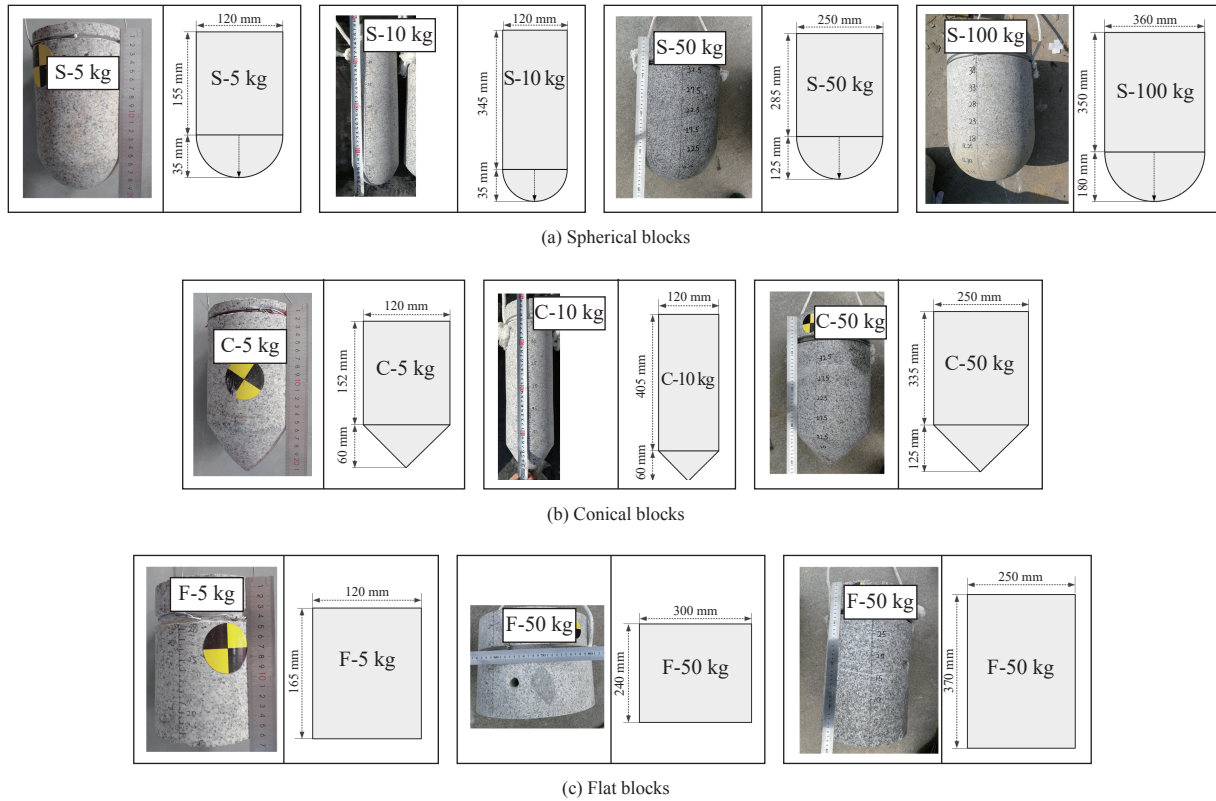 120 mm
S-5 kg
155 mm
S-5 kg
35 mm
120 mm
S-10 kg
345 mm
S-10 kg
35 mm
250 mm
S-50 kg
285 mm
S-50 kg
125 mm
360 mm
S-100 kg
350 mm
S-100 kg
180 mm
(a) Spherical blocks
120 mm
C-5 kg
152 mm
C-5 kg
60 mm
120 mm
C-10 kg
405 mm
C-10 kg
60 mm
250 mm
C-50 kg
335 mm
C-50 kg
125 mm
(b) Conical blocks
F-5 kg
120 mm
165 mm
F-5 kg
F-50 kg
300 mm
240 mm
F-50 kg
F-50 kg
250 mm
370 mm
F-50 kg
(c) Flat blocks